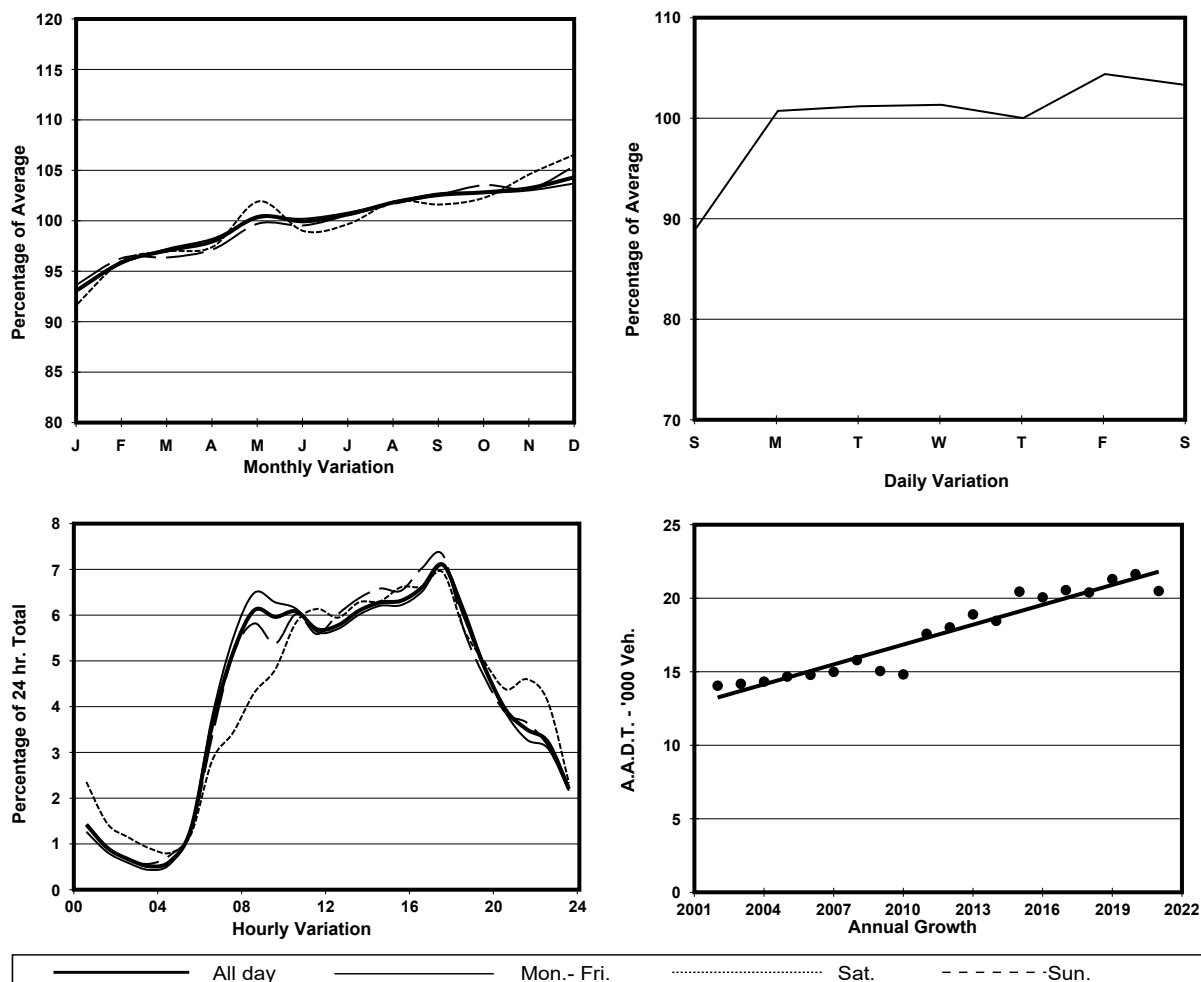 120
115
110
105
100
95
90
85
80
Percentage of Average
J F M A M J J A S O N D
Monthly Variation
110
100
90
80
70
Percentage of Average
S M T W T F S
Daily Variation
8
7
6
5
4
3
2
1
0
Percentage of 24 hr. Total
00 04 08 12 16 20 24
Hourly Variation
25
20
15
10
5
0
A.A.D.T. - '000 Veh.
2001 2004 2007 2010 2013 2016 2019 2022
Annual Growth
All day Mon.- Fri. Sat. Sun.